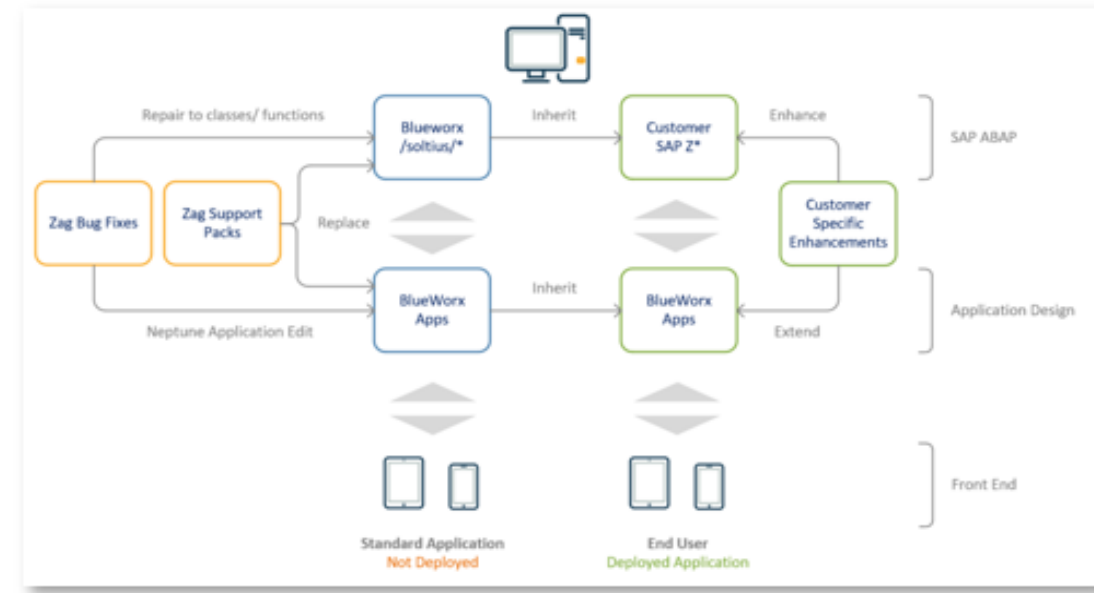 Repair to classes/ functions
Blueworx
/soltius/*
Inherit
Customer
SAP Z*
Enhance
SAP ABAP
Zag Bug Fixes
Zag Support
Packs
Replace
Customer
Specific
Enhancements
BlueWorx
Apps
Inherit
BlueWorx
Apps
Application Design
Neptune Application Edit
Extend
Front End
Standard Application
Not Deployed
End User
Deployed Application